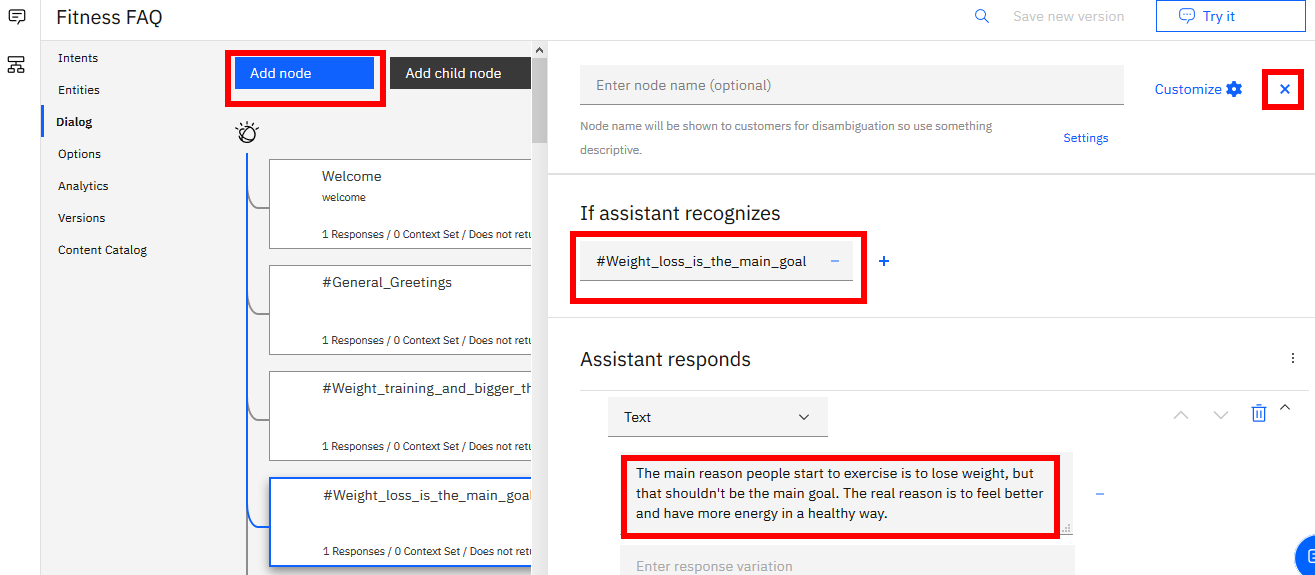 Fitness FAQ
Save new version
Try it
Intents
Entities
Dialog
Options
Analytics
Versions
Content Catalog
Add node
Add child node
Welcome
welcome
1 Responses / 0 Context Set / Does not retu
#General_Greetings
1 Responses / 0 Context Set / Does not retu
#Weight_training_and_bigger_th
1 Responses / 0 Context Set / Does not retu
#Weight_loss_is_the_main_goal
1 Responses / 0 Context Set / Does not retu
Enter node name (optional)
Customize
Node name will be shown to customers for disambiguation so use something
descriptive.
Settings
If assistant recognizes
#Weight_loss_is_the_main_goal
Assistant responds
Text
The main reason people start to exercise is to lose weight, but
that shouldn't be the main goal. The real reason is to feel better
and have more energy in a healthy way.
Enter response variation